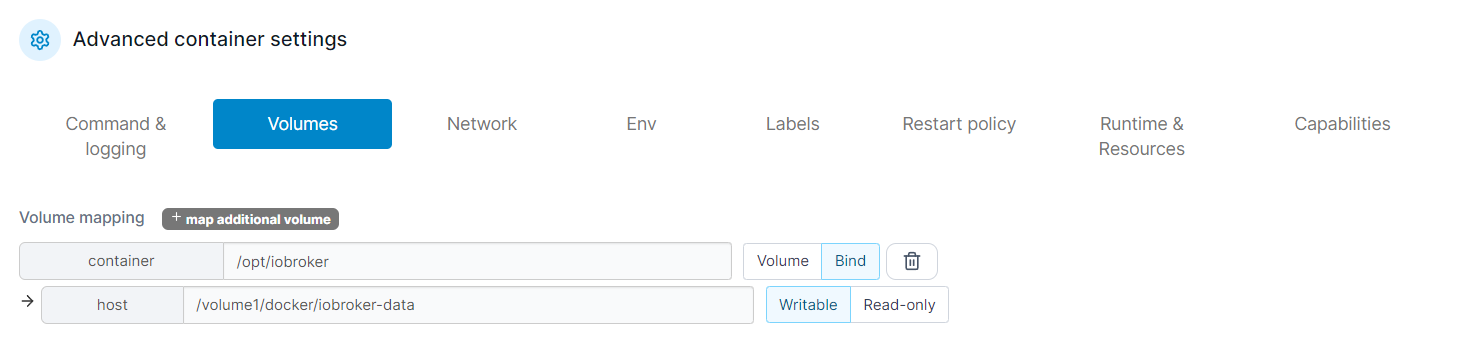 Advanced container settings
Command & logging
Volumes
Network
Env
Labels
Restart policy
Runtime & Resources
Capabilities
Volume mapping + map additional volume
container /opt/iobroker Volume Bind
→ host /volume1/docker/iobroker-data Writable Read-only